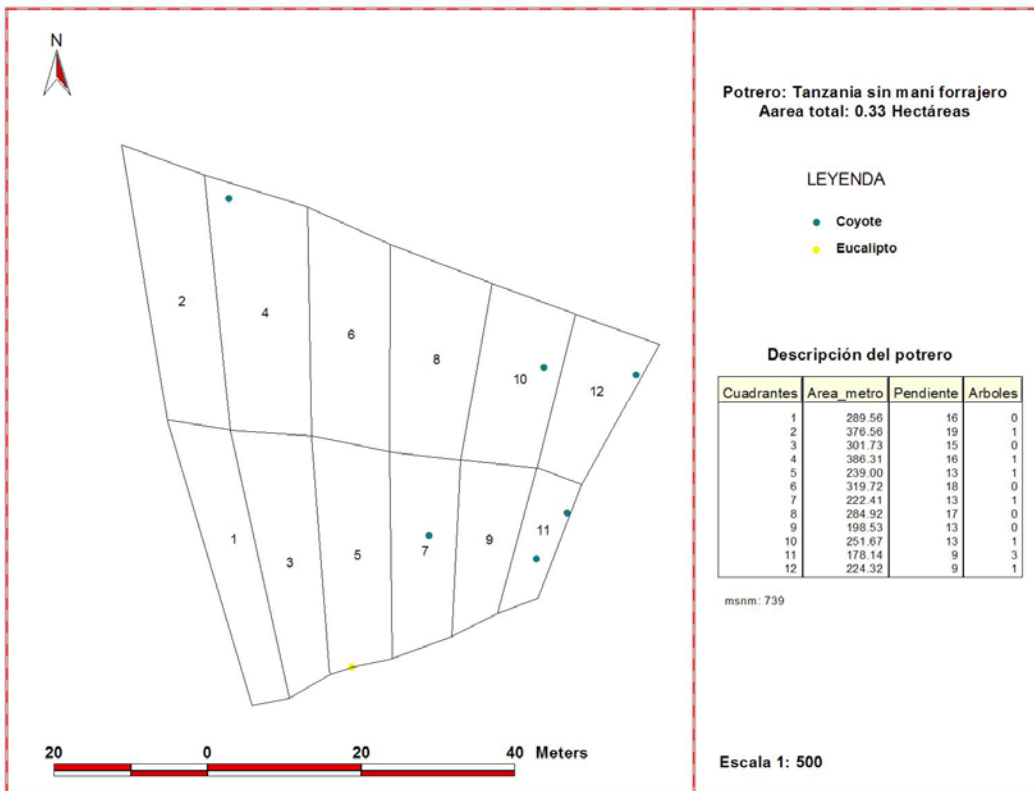 N
2
4
6
8
10
12
1
3
5
7
9
11
20 0 20 40 Meters
Potrero: Tanzania sin maní forrajero
Aarea total: 0.33 Hectáreas
LEYENDA
Coyote
Eucalipto
Descripción del potrero
Cuadrantes Area_metro Pendiente Arboles
1 289.56 16 0
2 376.56 19 1
3 301.73 15 0
4 386.31 16 1
5 239.00 13 1
6 319.72 18 0
7 222.41 13 1
8 284.92 17 0
9 198.53 13 0
10 251.67 13 1
11 178.14 9 3
12 224.32 9 1
msnm: 739
Escala 1: 500